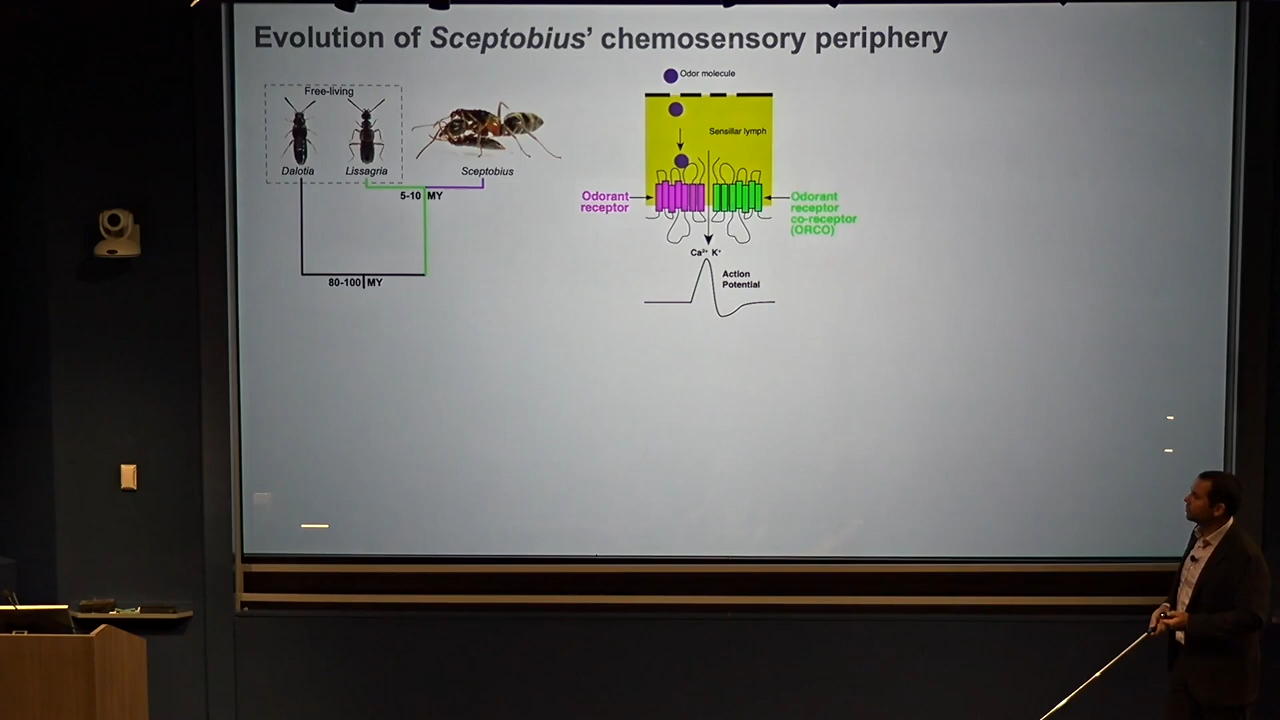 Evolution of Sceptobius' chemosensory periphery
Free-living
Dalotia
Lissagria
Sceptobius
5-10 MY
80-100 MY
Odor molecule
Sensillar lymph
Odorant
receptor
Odorant
receptor
co-receptor
(ORCO)
Ca²⁺ K⁺
Action
Potential